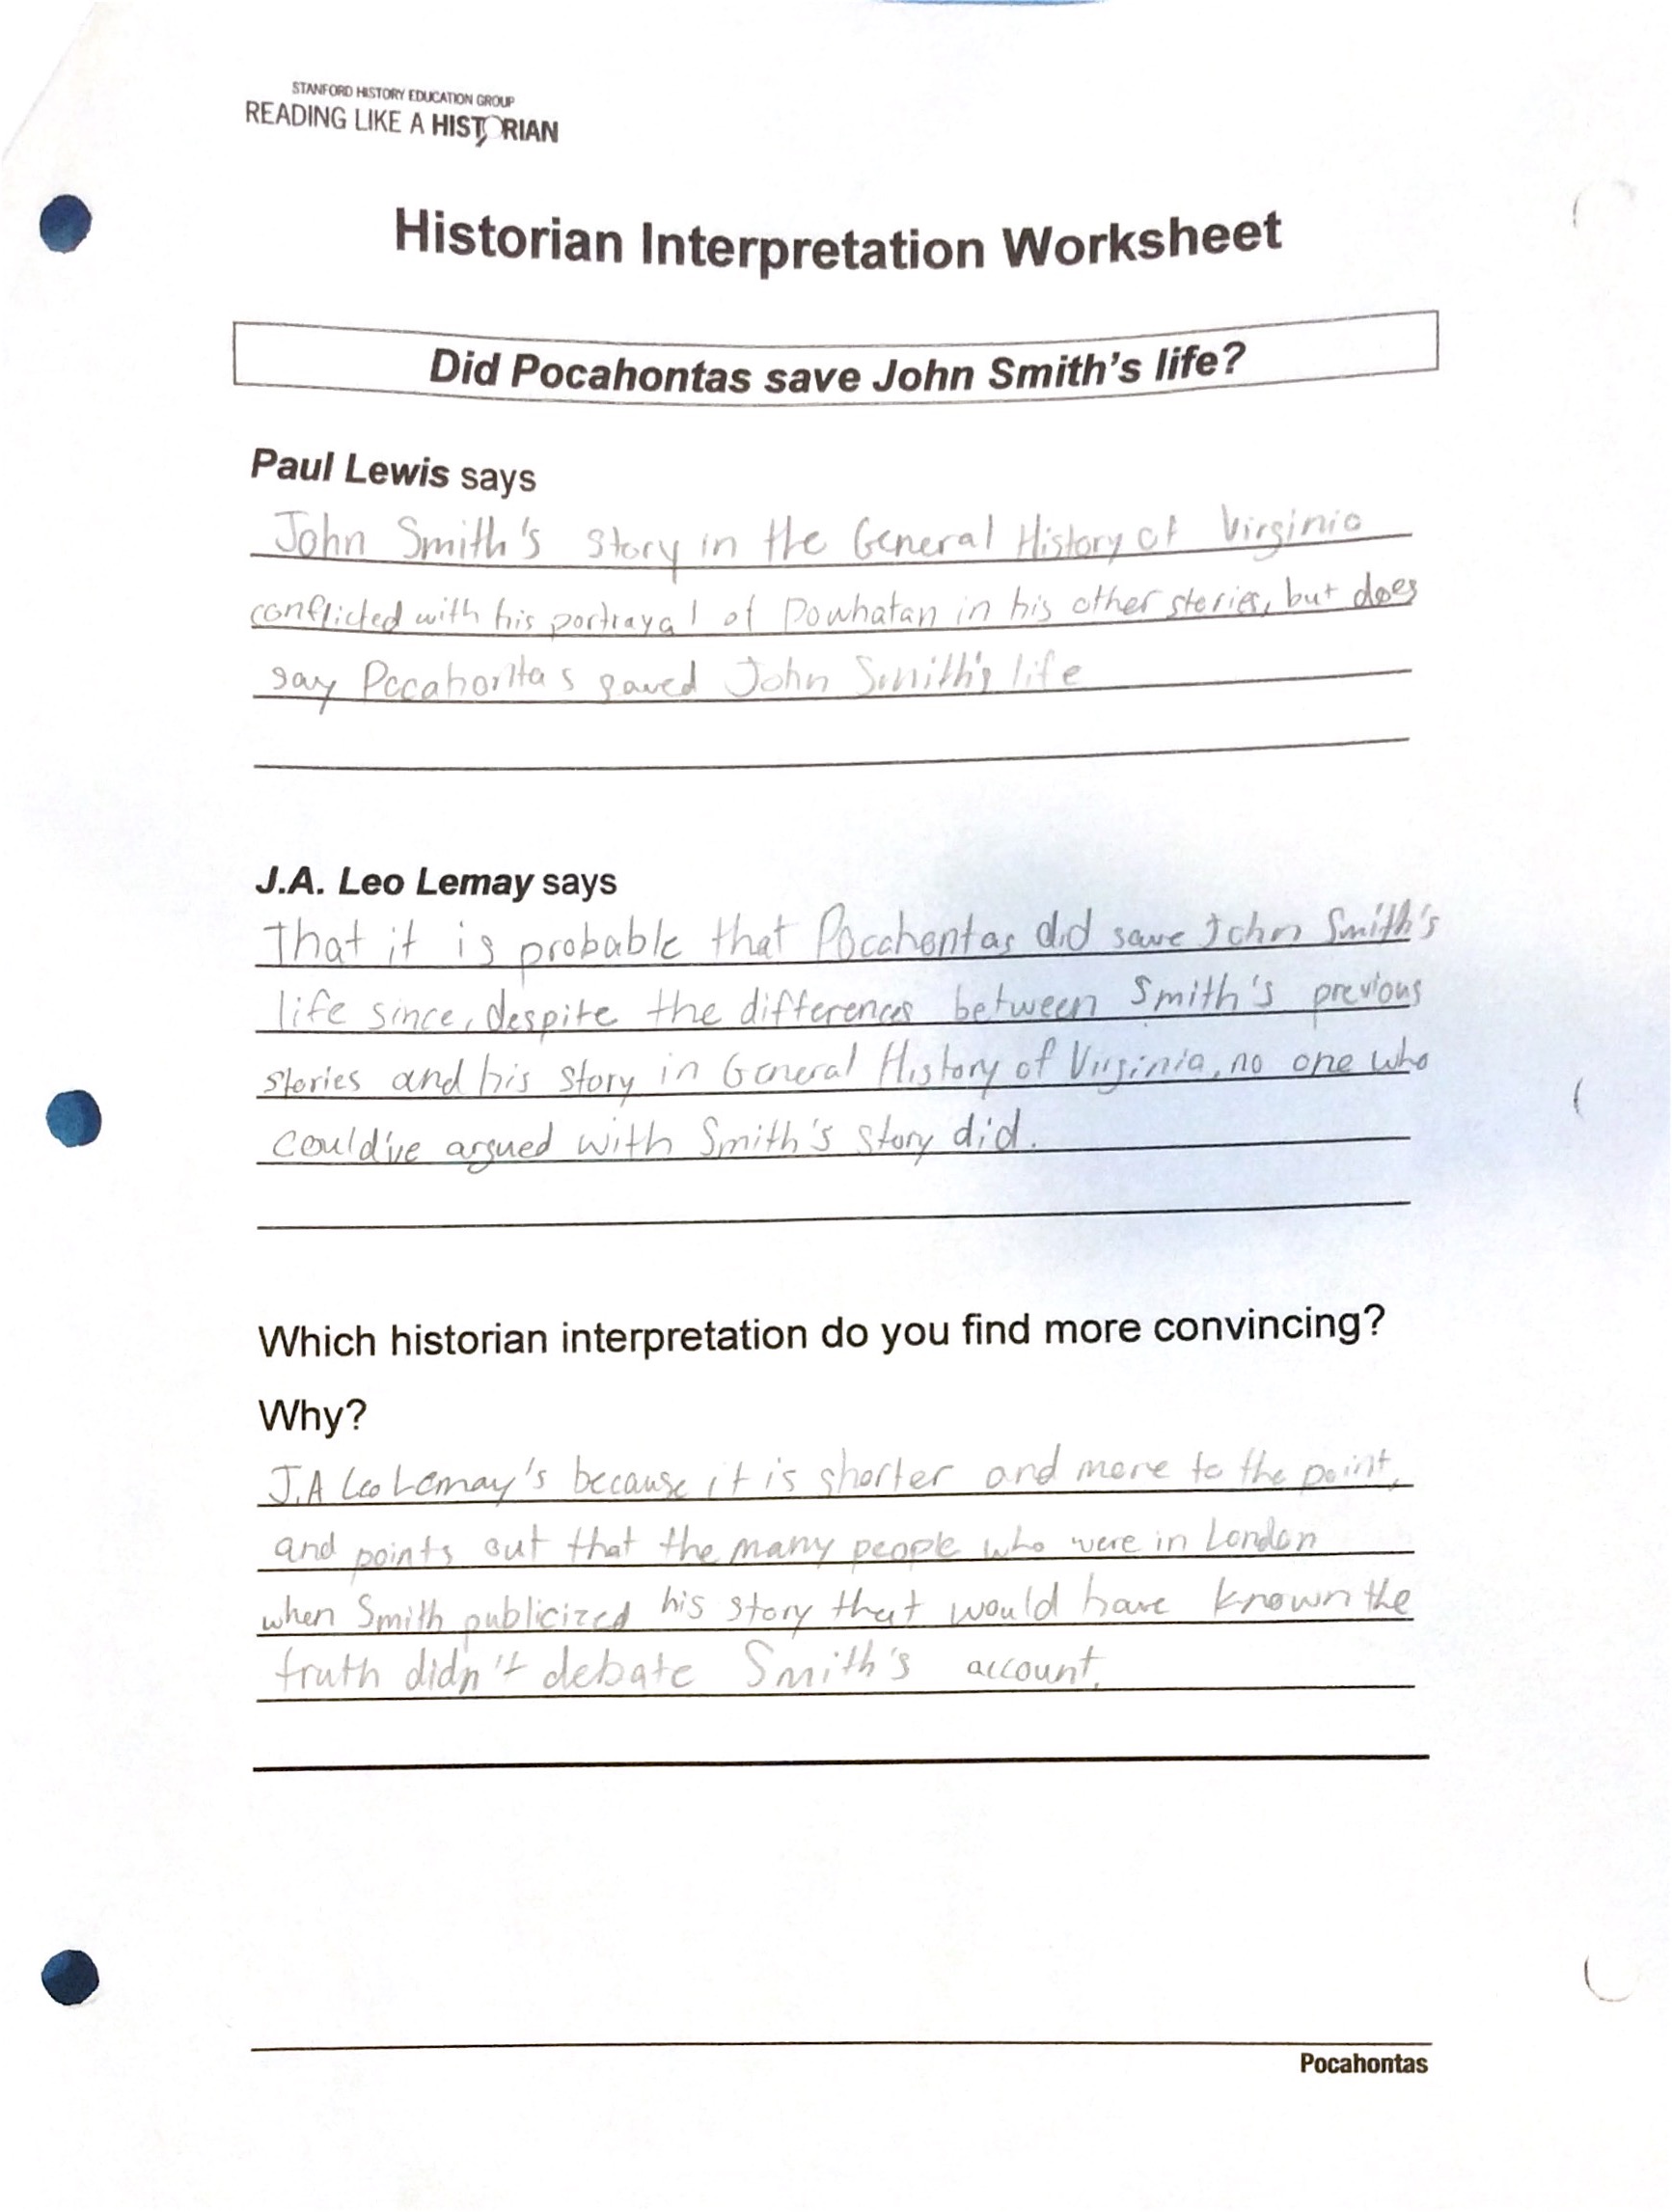 STANFORD HISTORY EDUCATION GROUP
READING LIKE A HISTORIAN
Historian Interpretation Worksheet
Did Pocahontas save John Smith's life?
Paul Lewis says
John Smith's story in the General History of Virginia
conflicted with his portrayal of Powhatan in his other stories, but does
say Pocahontas saved John Smith's life
J.A. Leo Lemay says
That it is probable that Pocahontas did save John Smith's
life since, despite the differences between Smith's previous
stories and his story in General History of Virginia, no one who
could've argued with Smith's story did.
Which historian interpretation do you find more convincing?
Why?
J.A Leo Lemay's because it is shorter and more to the point,
and points out that the many people who were in London
when Smith publicized his story that would have known the
truth didn't debate Smith's account.
Pocahontas